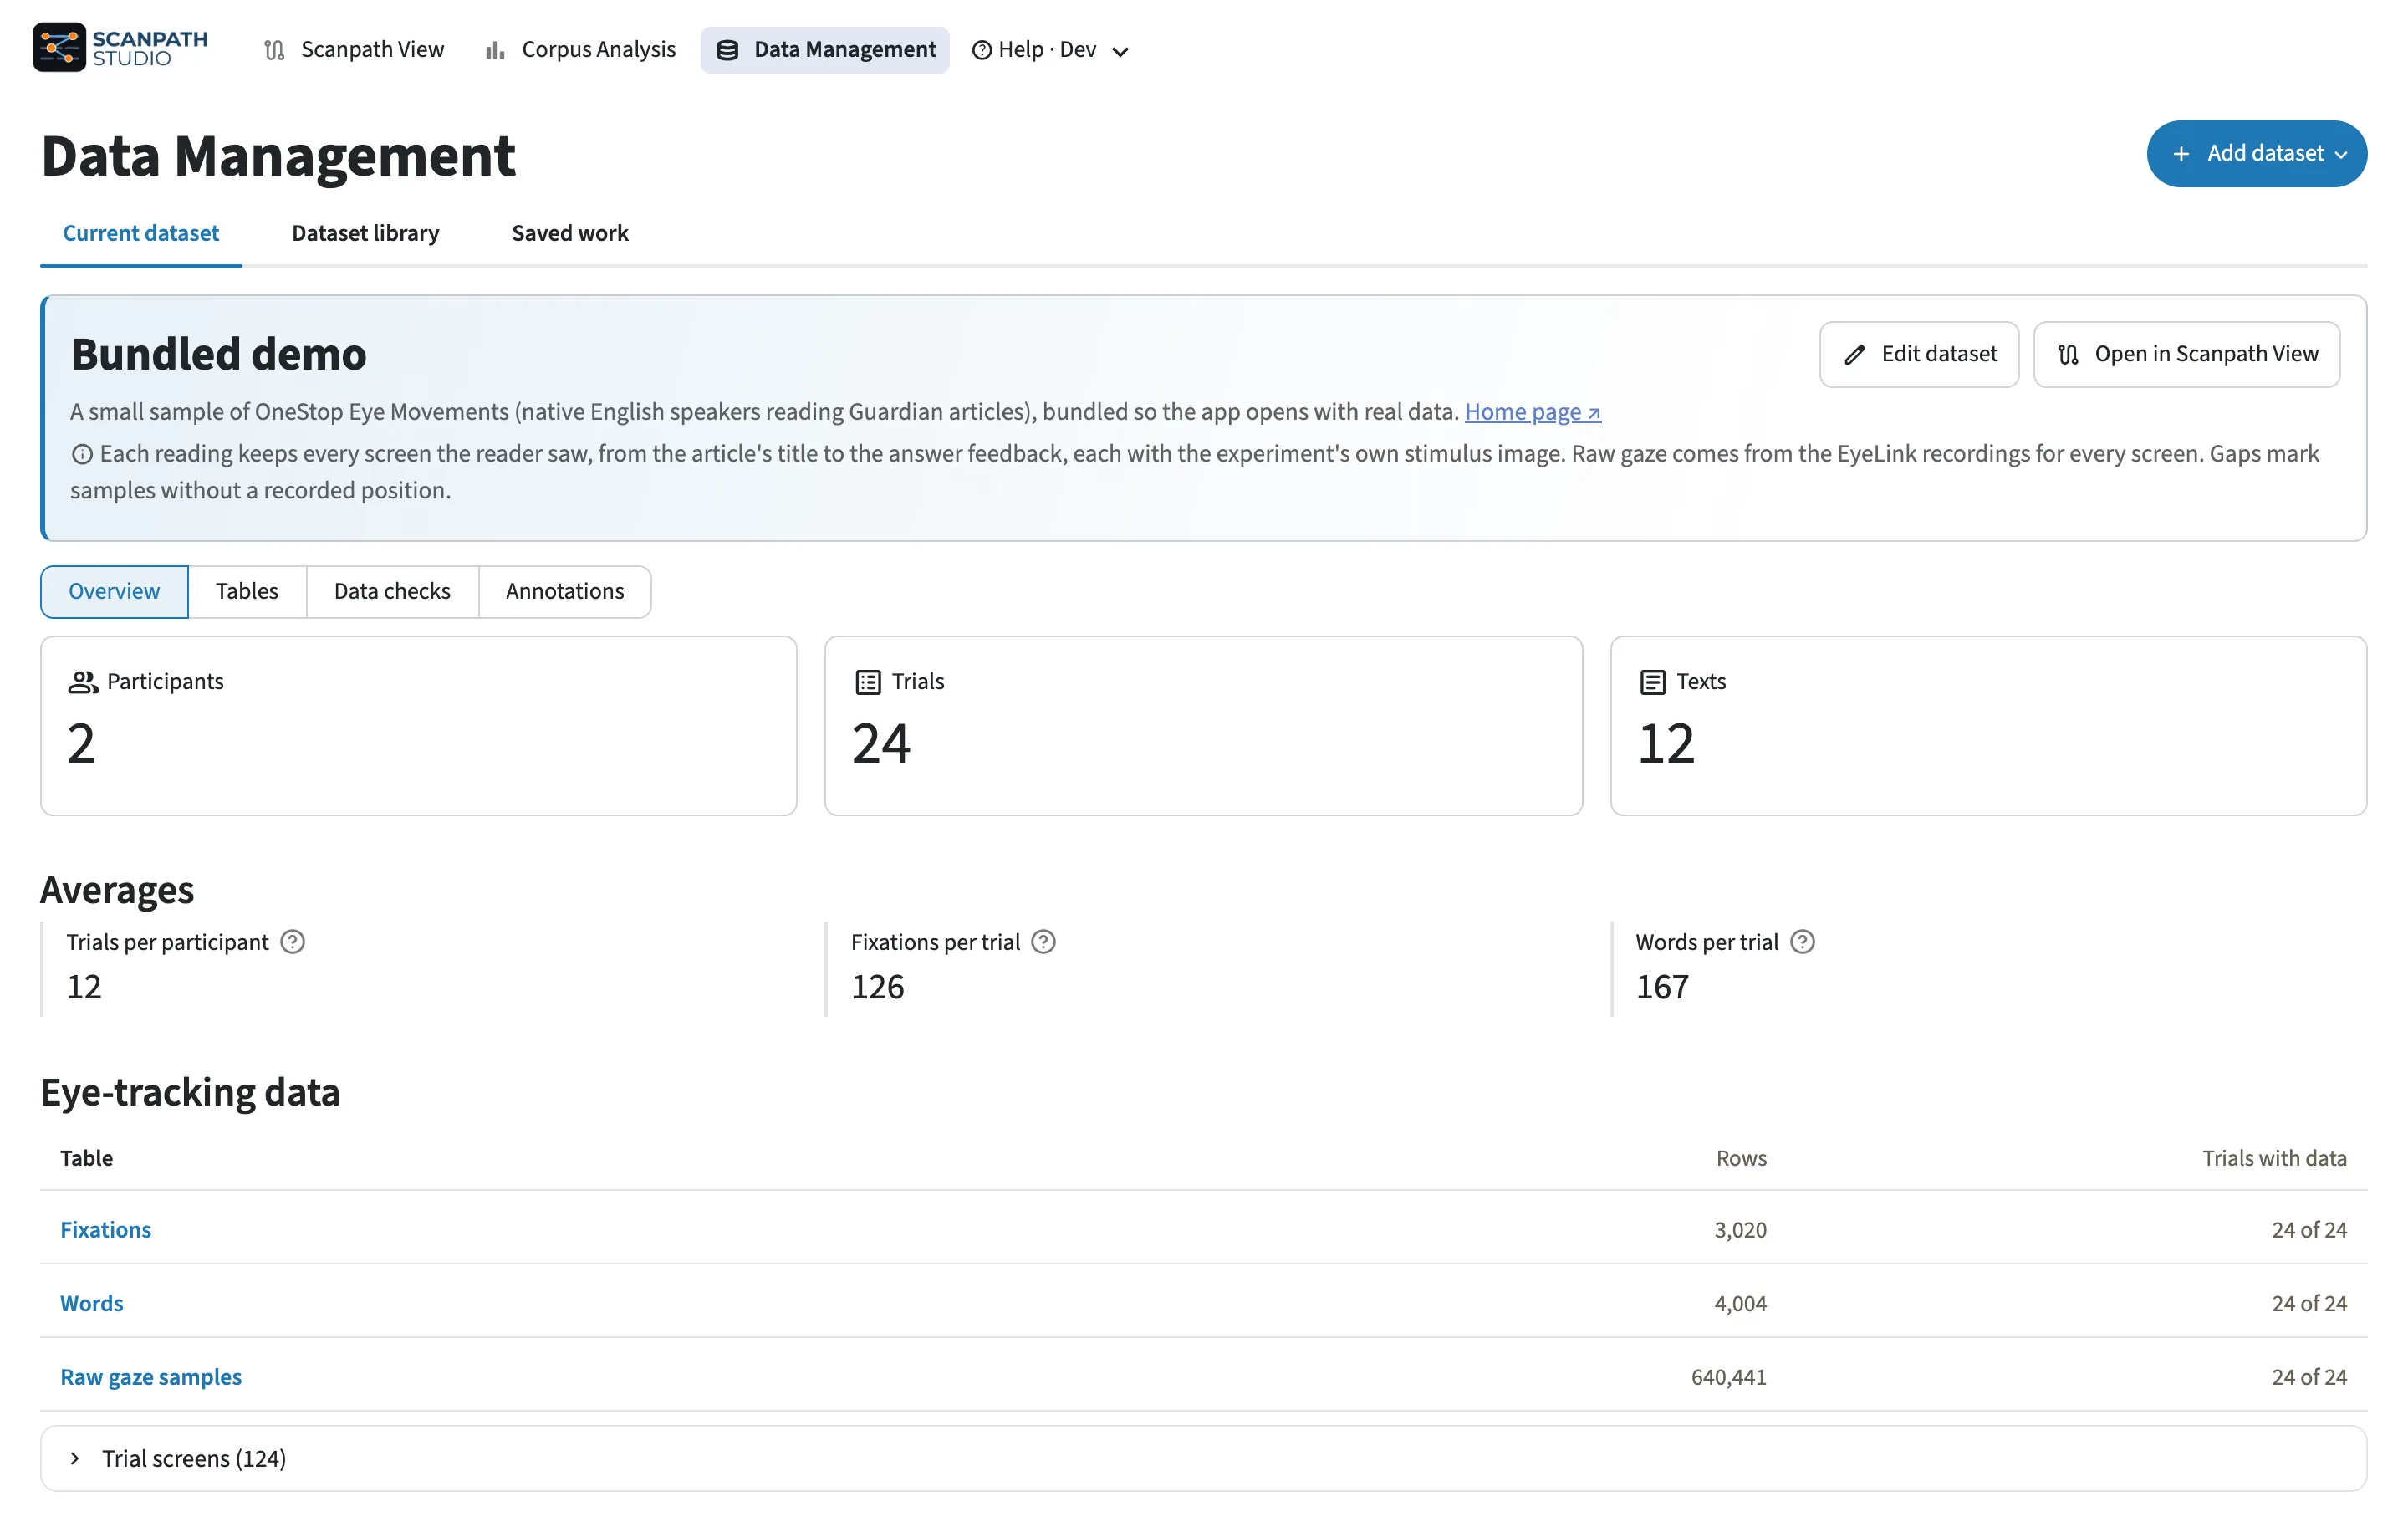 SCANPATH
STUDIO
Scanpath View
Corpus Analysis
Data Management
Help · Dev
Data Management
+ Add dataset
Current dataset
Dataset library
Saved work
Bundled demo
Edit dataset
Open in Scanpath View
A small sample of OneStop Eye Movements (native English speakers reading Guardian articles), bundled so the app opens with real data. Home page ↗
Each reading keeps every screen the reader saw, from the article's title to the answer feedback, each with the experiment's own stimulus image. Raw gaze comes from the EyeLink recordings for every screen. Gaps mark
samples without a recorded position.
Overview
Tables
Data checks
Annotations
Participants
2
Trials
24
Texts
12
Averages
Trials per participant
12
Fixations per trial
126
Words per trial
167
Eye-tracking data
Table Rows Trials with data
Fixations 3,020 24 of 24
Words 4,004 24 of 24
Raw gaze samples 640,441 24 of 24
Trial screens (124)